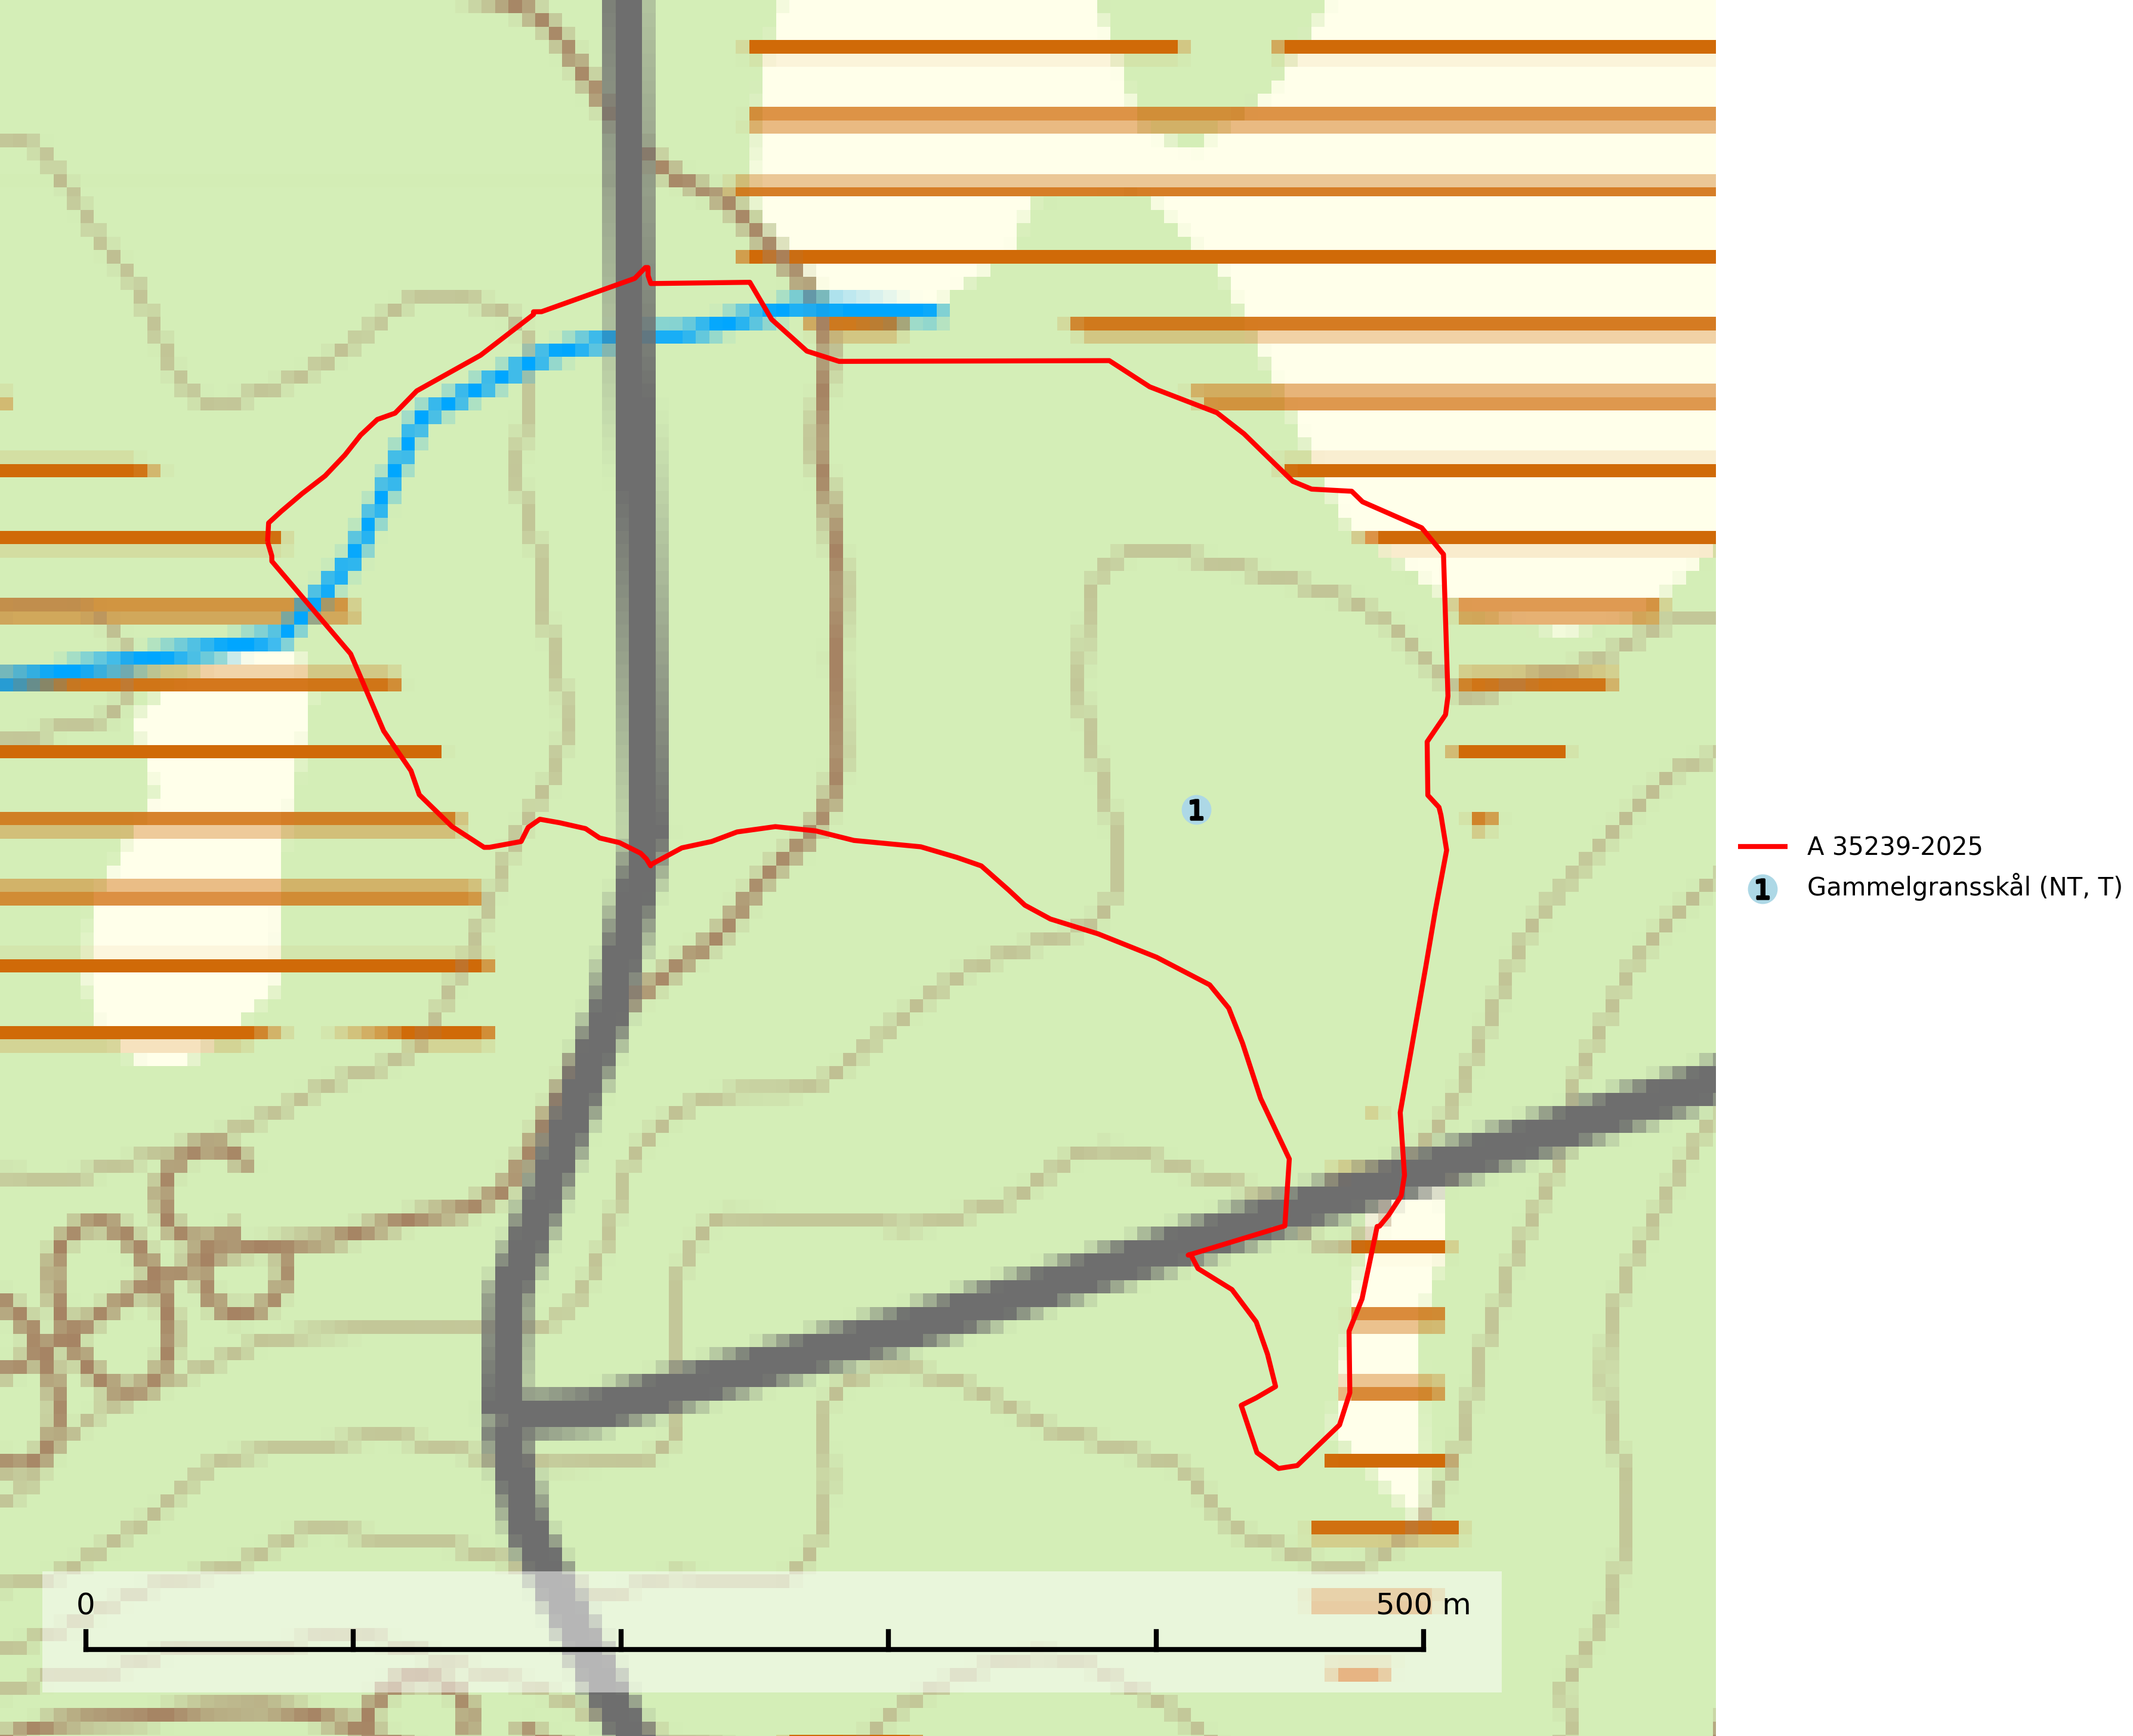 1
A 35239-2025
1 Gammelgransskål (NT, T)
0 500 m